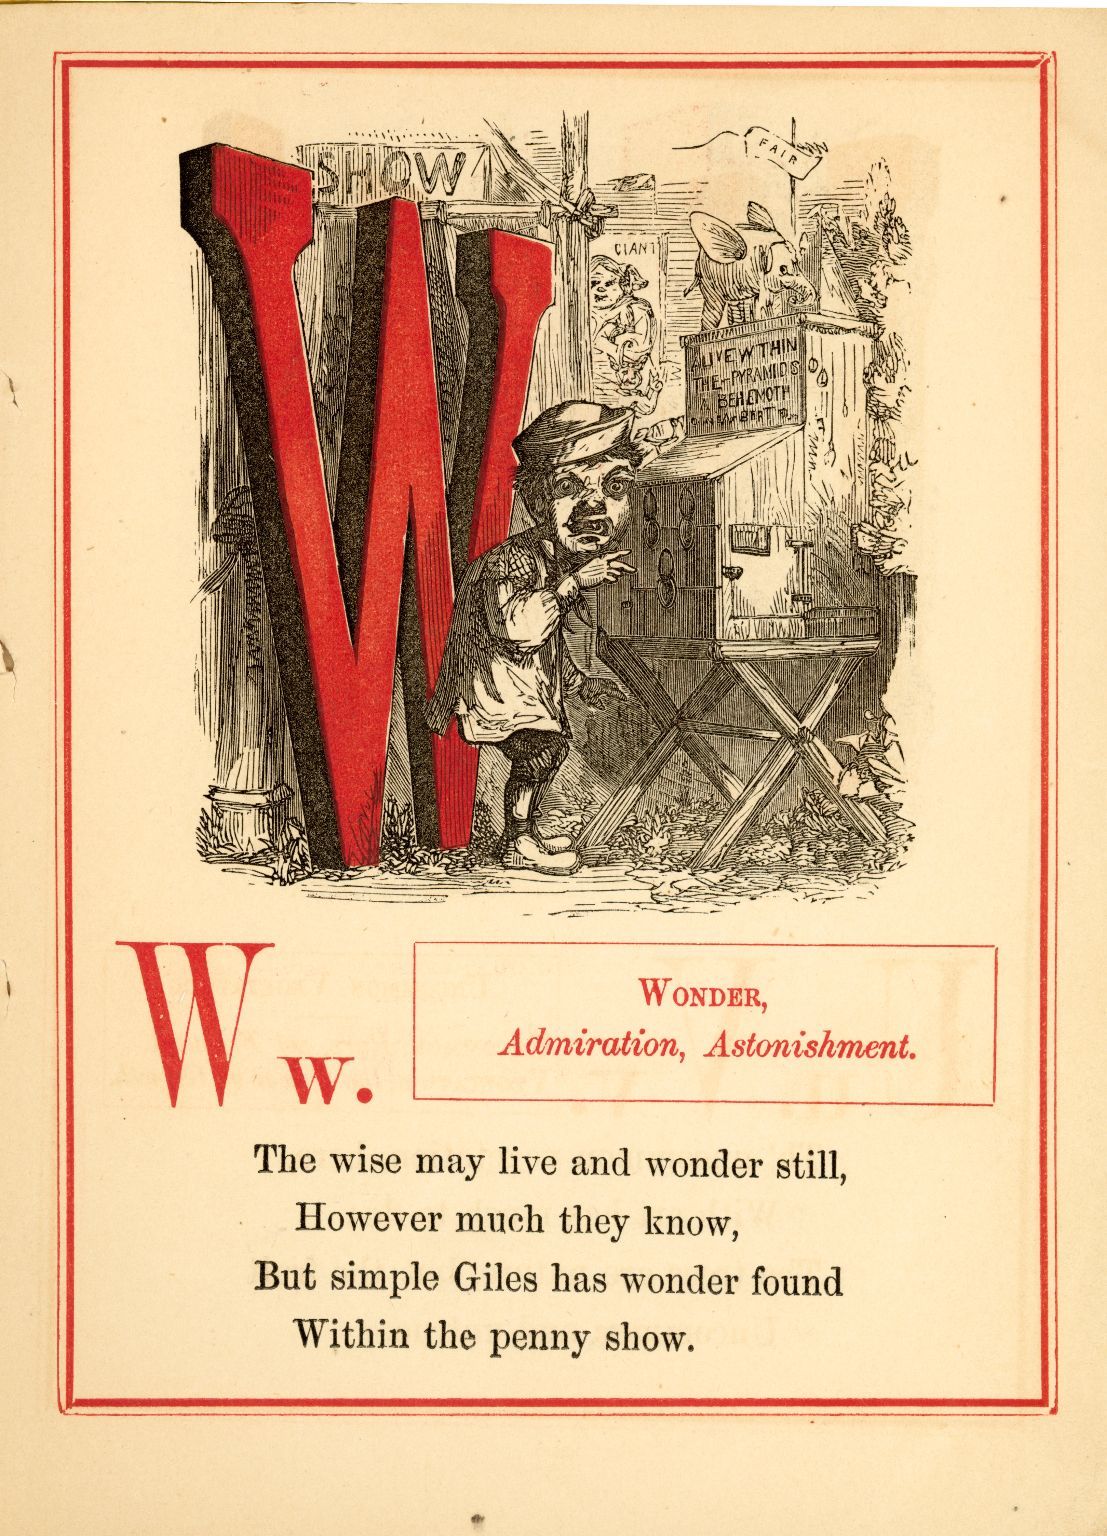 SHOW
FAIR
GIANT
ALIVE WTHIN
THE PYRAMIDS
BEHEMOTH
W w.
WONDER,
Admiration, Astonishment.
The wise may live and wonder still,
However much they know,
But simple Giles has wonder found
Within the penny show.